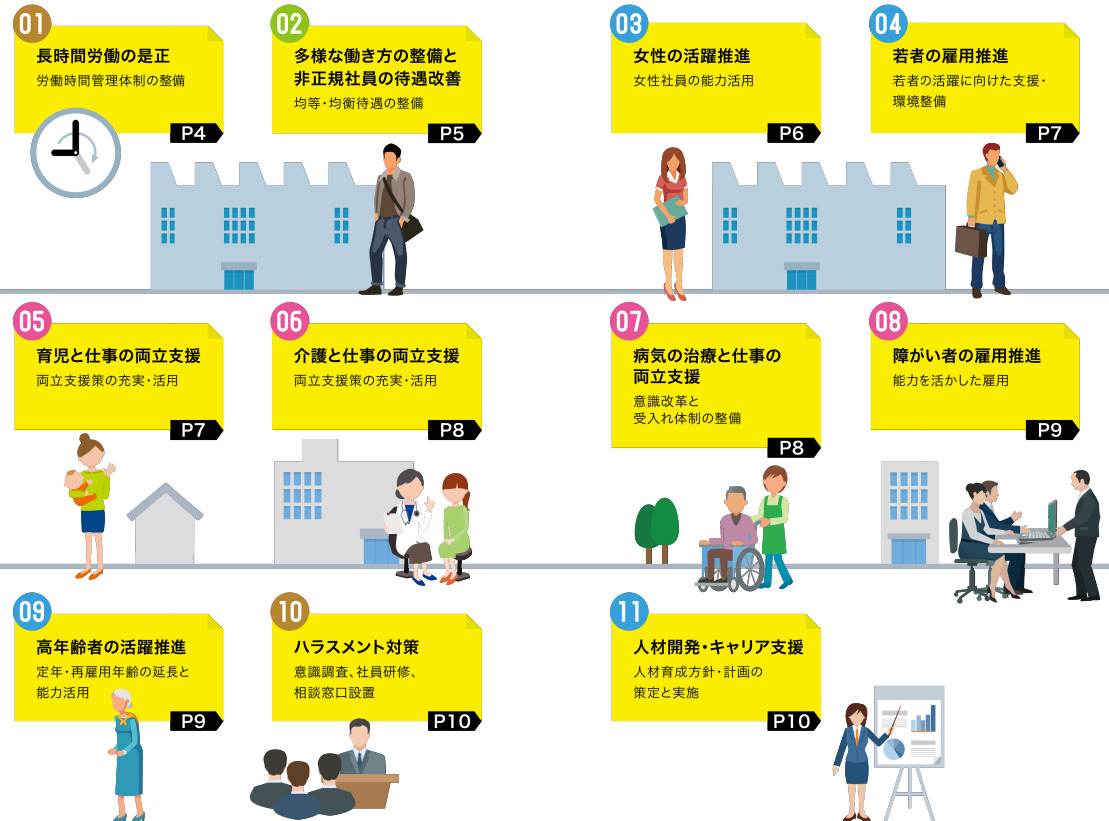 01
長時間労働の是正
労働時間管理体制の整備
P4
02
多様な働き方の整備と
非正規社員の待遇改善
均等・均衡待遇の整備
P5
03
女性の活躍推進
女性社員の能力活用
P6
04
若者の雇用推進
若者の活躍に向けた支援・
環境整備
P7
05
育児と仕事の両立支援
両立支援策の充実・活用
P7
06
介護と仕事の両立支援
両立支援策の充実・活用
P8
07
病気の治療と仕事の
両立支援
意識改革と
受入れ体制の整備
P8
08
障がい者の雇用推進
能力を活かした雇用
P9
09
高年齢者の活躍推進
定年・再雇用年齢の延長と
能力活用
P9
10
ハラスメント対策
意識調査、社員研修、
相談窓口設置
P10
11
人材開発・キャリア支援
人材育成方針・計画の
策定と実施
P10